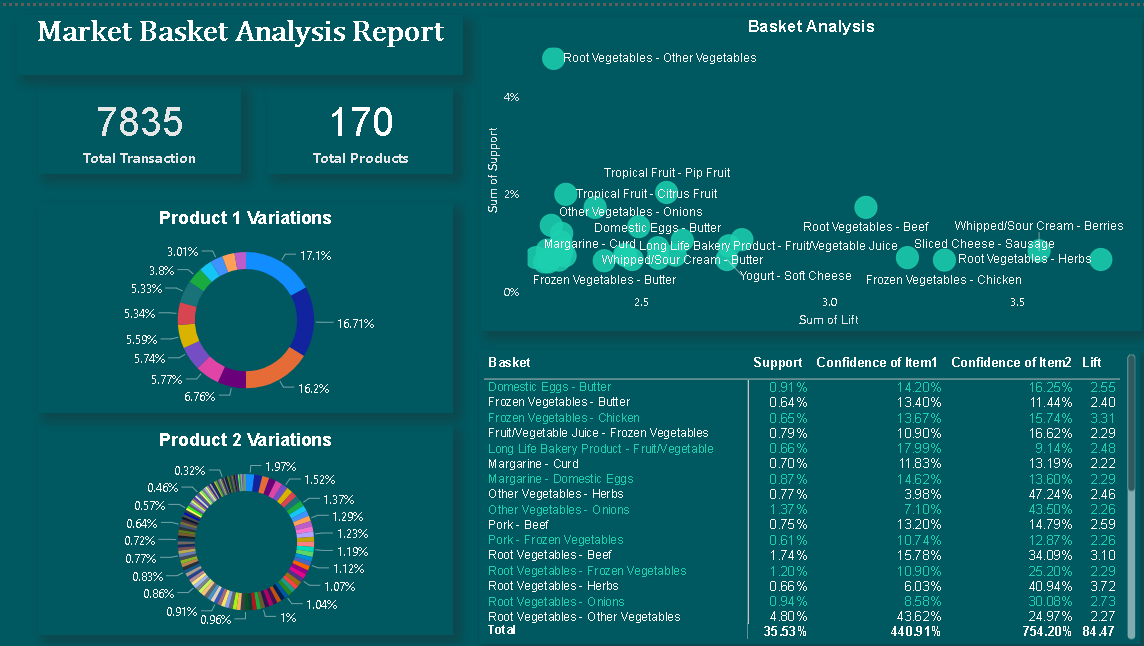 Market Basket Analysis Report
7835
Total Transaction
170
Total Products
Product 1 Variations
17.1%
16.71%
16.2%
6.76%
5.77%
5.74%
5.59%
5.34%
5.33%
3.8%
3.01%
Product 2 Variations
1.97%
1.52%
1.37%
1.29%
1.23%
1.19%
1.12%
1.07%
1.04%
1%
0.96%
0.91%
0.86%
0.83%
0.77%
0.72%
0.64%
0.57%
0.46%
0.32%
Basket Analysis
Sum of Support
4%
2%
0%
Root Vegetables - Other Vegetables
Tropical Fruit - Pip Fruit
Tropical Fruit - Citrus Fruit
Other Vegetables - Onions
Domestic Eggs - Butter
Root Vegetables - Beef
Whipped/Sour Cream - Berries
Margarine - Curd
Long Life Bakery Product - Fruit/Vegetable Juice
Sliced Cheese - Sausage
Whipped/Sour Cream - Butter
Root Vegetables - Herbs
Frozen Vegetables - Butter
Yogurt - Soft Cheese
Frozen Vegetables - Chicken
2.5
3.0
3.5
Sum of Lift
Basket Support Confidence of Item1 Confidence of Item2 Lift
Domestic Eggs - Butter 0.91% 14.20% 16.25% 2.55
Frozen Vegetables - Butter 0.64% 13.40% 11.44% 2.40
Frozen Vegetables - Chicken 0.65% 13.67% 15.74% 3.31
Fruit/Vegetable Juice - Frozen Vegetables 0.79% 10.90% 16.62% 2.29
Long Life Bakery Product - Fruit/Vegetable 0.66% 17.99% 9.14% 2.48
Margarine - Curd 0.70% 11.83% 13.19% 2.22
Margarine - Domestic Eggs 0.87% 14.62% 13.60% 2.29
Other Vegetables - Herbs 0.77% 3.98% 47.24% 2.46
Other Vegetables - Onions 1.37% 7.10% 43.50% 2.26
Pork - Beef 0.75% 13.20% 14.79% 2.59
Pork - Frozen Vegetables 0.61% 10.74% 12.87% 2.26
Root Vegetables - Beef 1.74% 15.78% 34.09% 3.10
Root Vegetables - Frozen Vegetables 1.20% 10.90% 25.20% 2.29
Root Vegetables - Herbs 0.66% 6.03% 40.94% 3.72
Root Vegetables - Onions 0.94% 8.58% 30.08% 2.73
Root Vegetables - Other Vegetables 4.80% 43.62% 24.97% 2.27
Total 35.53% 440.91% 754.20% 84.47